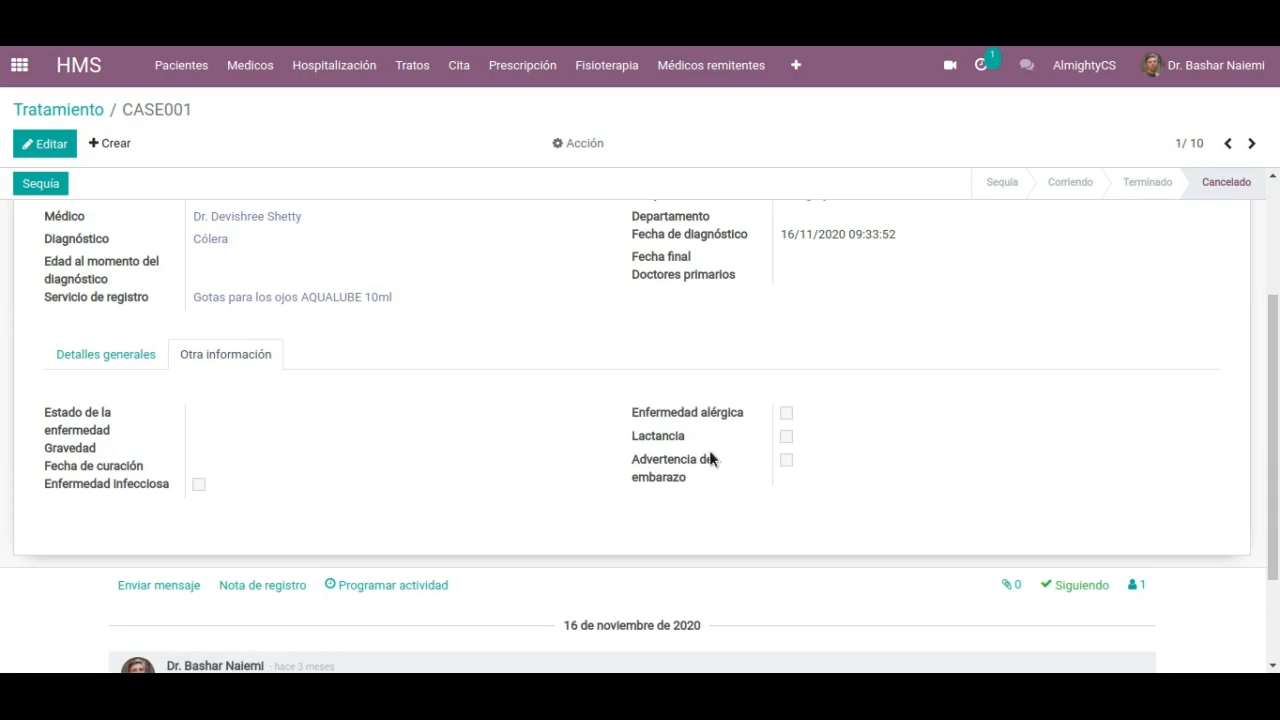 HMS
Pacientes Medicos Hospitalización Tratos Cita Prescripción Fisioterapia Médicos remitentes
1
AlmightyCS Dr. Bashar Naiemi
Tratamiento / CASE001
Editar Crear Acción 1/ 10
Sequía Sequía Corriendo Terminado Cancelado
Médico Dr. Devishree Shetty
Diagnóstico Cólera
Edad al momento del
diagnóstico
Servicio de registro Gotas para los ojos AQUALUBE 10ml
Departamento
Fecha de diagnóstico 16/11/2020 09:33:52
Fecha final
Doctores primarios
Detalles generales Otra información
Estado de la
enfermedad
Gravedad
Fecha de curación
Enfermedad infecciosa
Enfermedad alérgica
Lactancia
Advertencia de
embarazo
Enviar mensaje Nota de registro Programar actividad 0 Siguiendo 1
16 de noviembre de 2020
Dr. Bashar Naiemi - hace 3 meses